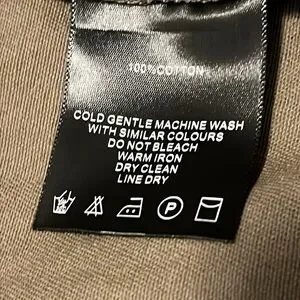 100%COTTON
COLD GENTLE MACHINE WASH
WITH SIMILAR COLOURS
DO NOT BLEACH
WARM IRON
DRY CLEAN
LINE DRY
P